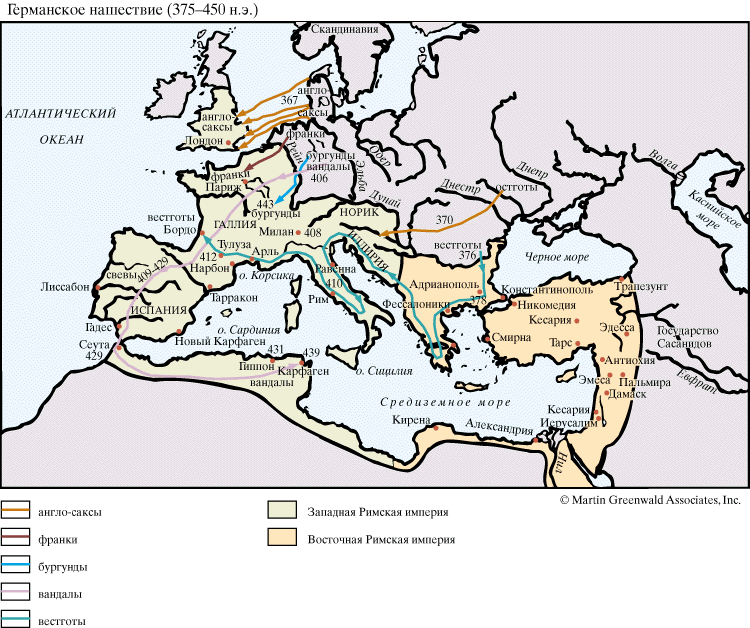 Германское нашествие (375–450 н.э.)
Скандинавия
АТЛАНТИЧЕСКИЙ
ОКЕАН
англо-
саксы
367
англо-
саксы
Лондон
франки
Рейн
Одер
Эльба
бургунды
вандалы
406
франки
Париж
443
бургунды
Дунай
Днестр
Днепр
Волга
остготы
370
Каспийское
море
НОРИК
вестготы
Бордо
ГАЛЛИЯ
Милан
408
ИЛЛИРИЯ
вестготы
376
Черное море
Тулуза
412
Арль
Нарбон
о. Корсика
Равенна
410
Рим
свевы
409-429
Лиссабон
Тарракон
ИСПАНИЯ
Адрианополь
378
Фессалоники
Константинополь
Никомедия
Трапезунт
Кесария
Эдесса
Государство
Сасанидов
Смирна
Тарс
Антиохия
Евфрат
Гадес
Сеута
429
Новый Карфаген
о. Сардиния
431
Гиппон
439
Карфаген
вандалы
о. Сицилия
Эмеса
Пальмира
Дамаск
Средиземное море
Кесария
Иерусалим
Кирена
Александрия
Нил
© Martin Greenwald Associates, Inc.
англо-саксы
франки
бургунды
вандалы
вестготы
Западная Римская империя
Восточная Римская империя